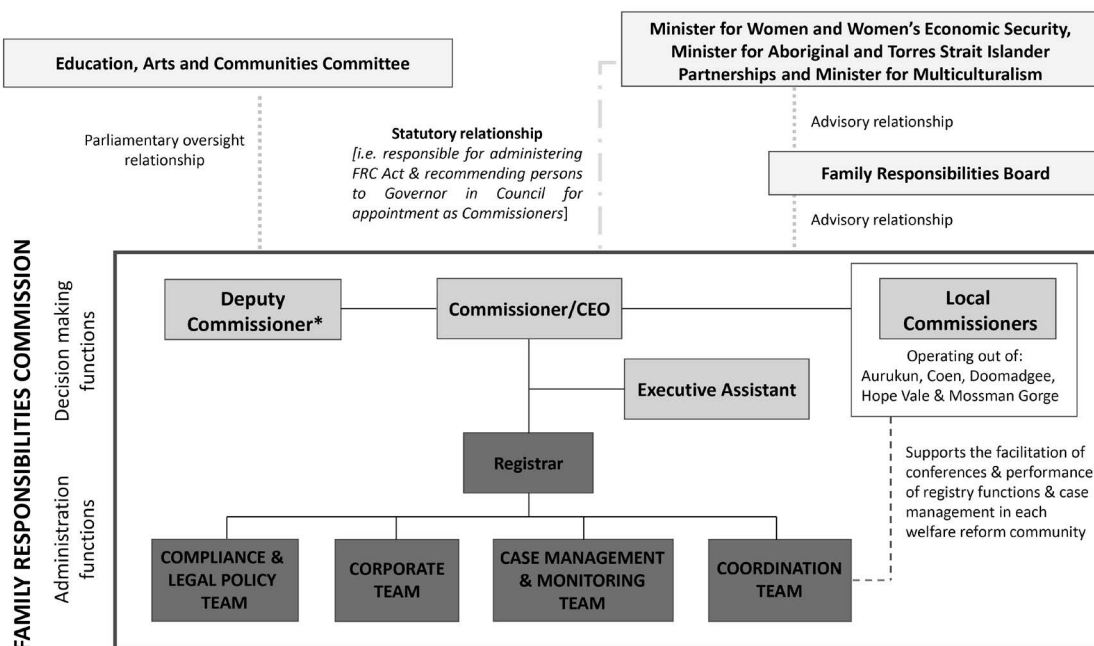 Education, Arts and Communities Committee
Minister for Women and Women's Economic Security,
Minister for Aboriginal and Torres Strait Islander
Partnerships and Minister for Multiculturalism
Parliamentary oversight
relationship
Statutory relationship
[i.e. responsible for administering
FRC Act & recommending persons
to Governor in Council for
appointment as Commissioners]
Advisory relationship
Family Responsibilities Board
Advisory relationship
FAMILY RESPONSIBILITIES COMMISSION
Decision making
functions
Deputy
Commissioner*
Commissioner/CEO
Local
Commissioners
Operating out of:
Aurukun, Coen, Doomadgee,
Hope Vale & Mossman Gorge
Executive Assistant
Registrar
Supports the facilitation of
conferences & performance
of registry functions & case
management in each
welfare reform community
Administration
functions
COMPLIANCE &
LEGAL POLICY
TEAM
CORPORATE
TEAM
CASE MANAGEMENT
& MONITORING
TEAM
COORDINATION
TEAM